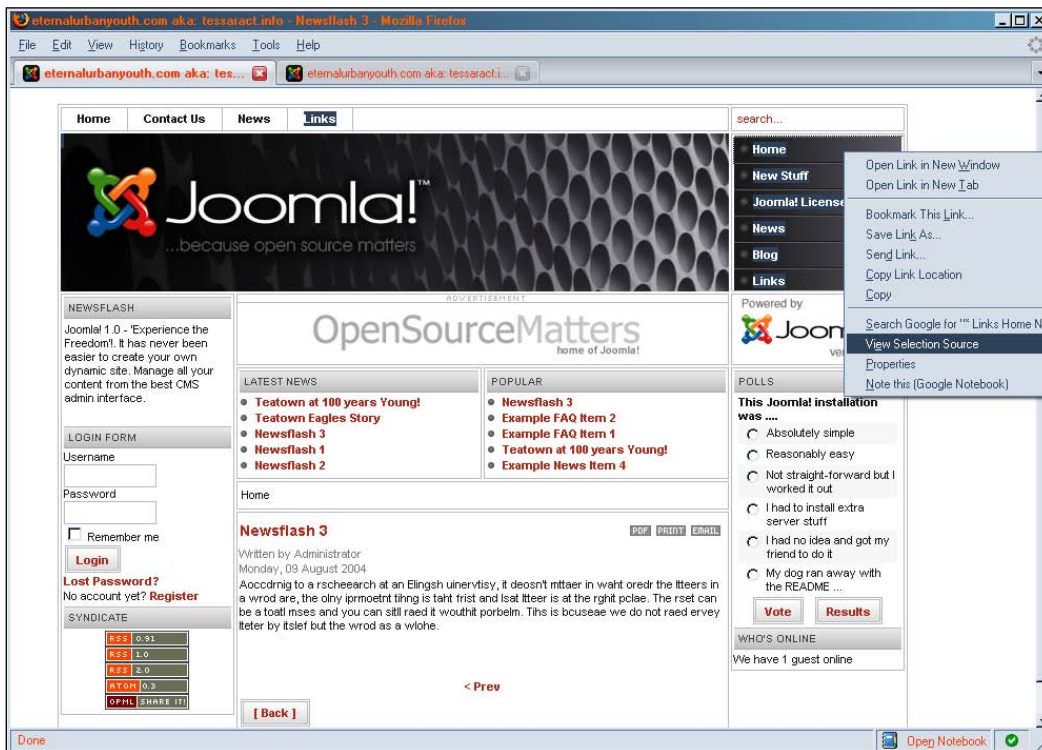 eternalurbanyouth.com aka: tessaract.info - Newsflash 3 - Mozilla Firefox
File Edit View History Bookmarks Tools Help
eternalurbanyouth.com aka: tes...
eternalurbanyouth.com aka: tessaract.i...
Home Contact Us News Links
search...
Joomla!™
...because open source matters
Home
New Stuff
Joomla! License
News
Blog
Links
Open Link in New Window
Open Link in New Tab
Bookmark This Link...
Save Link As...
Send Link...
Copy Link Location
Copy
Search Google for "" Links Home N
View Selection Source
Properties
Note this (Google Notebook)
NEWSFLASH
Joomla! 1.0 - 'Experience the
Freedom'!. It has never been
easier to create your own
dynamic site. Manage all your
content from the best CMS
admin interface.
LOGIN FORM
Username
Password
Remember me
Login
Lost Password?
No account yet? Register
SYNDICATE
RSS 0.91
RSS 1.0
RSS 2.0
ATOM 0.3
OPML SHARE IT!
ADVERTISEMENT
OpenSourceMatters
home of Joomla!
LATEST NEWS
Teatown at 100 years Young!
Teatown Eagles Story
Newsflash 3
Newsflash 1
Newsflash 2
POPULAR
Newsflash 3
Example FAQ Item 2
Example FAQ Item 1
Teatown at 100 years Young!
Example News Item 4
Home
Newsflash 3
PDF PRINT EMAIL
Written by Administrator
Monday, 09 August 2004
Aoccdrnig to a rscheearch at an Elingsh uinervtisy, it deosn't mttaer in waht oredr the ltteers in
a wrod are, the olny iprmoetnt tihng is taht frist and lsat ltteer is at the rghit pclae. The rset can
be a toatl mses and you can sitll raed it wouthit porbelm. Tihs is bcuseae we do not raed ervey
lteter by itslef but the wrod as a wlohe.
< Prev
[ Back ]
Powered by
Joom
ver
POLLS
This Joomla! installation
was ....
Absolutely simple
Reasonably easy
Not straight-forward but I
worked it out
I had to install extra
server stuff
I had no idea and got my
friend to do it
My dog ran away with
the README ...
Vote Results
WHO'S ONLINE
We have 1 guest online
Done
Open Notebook